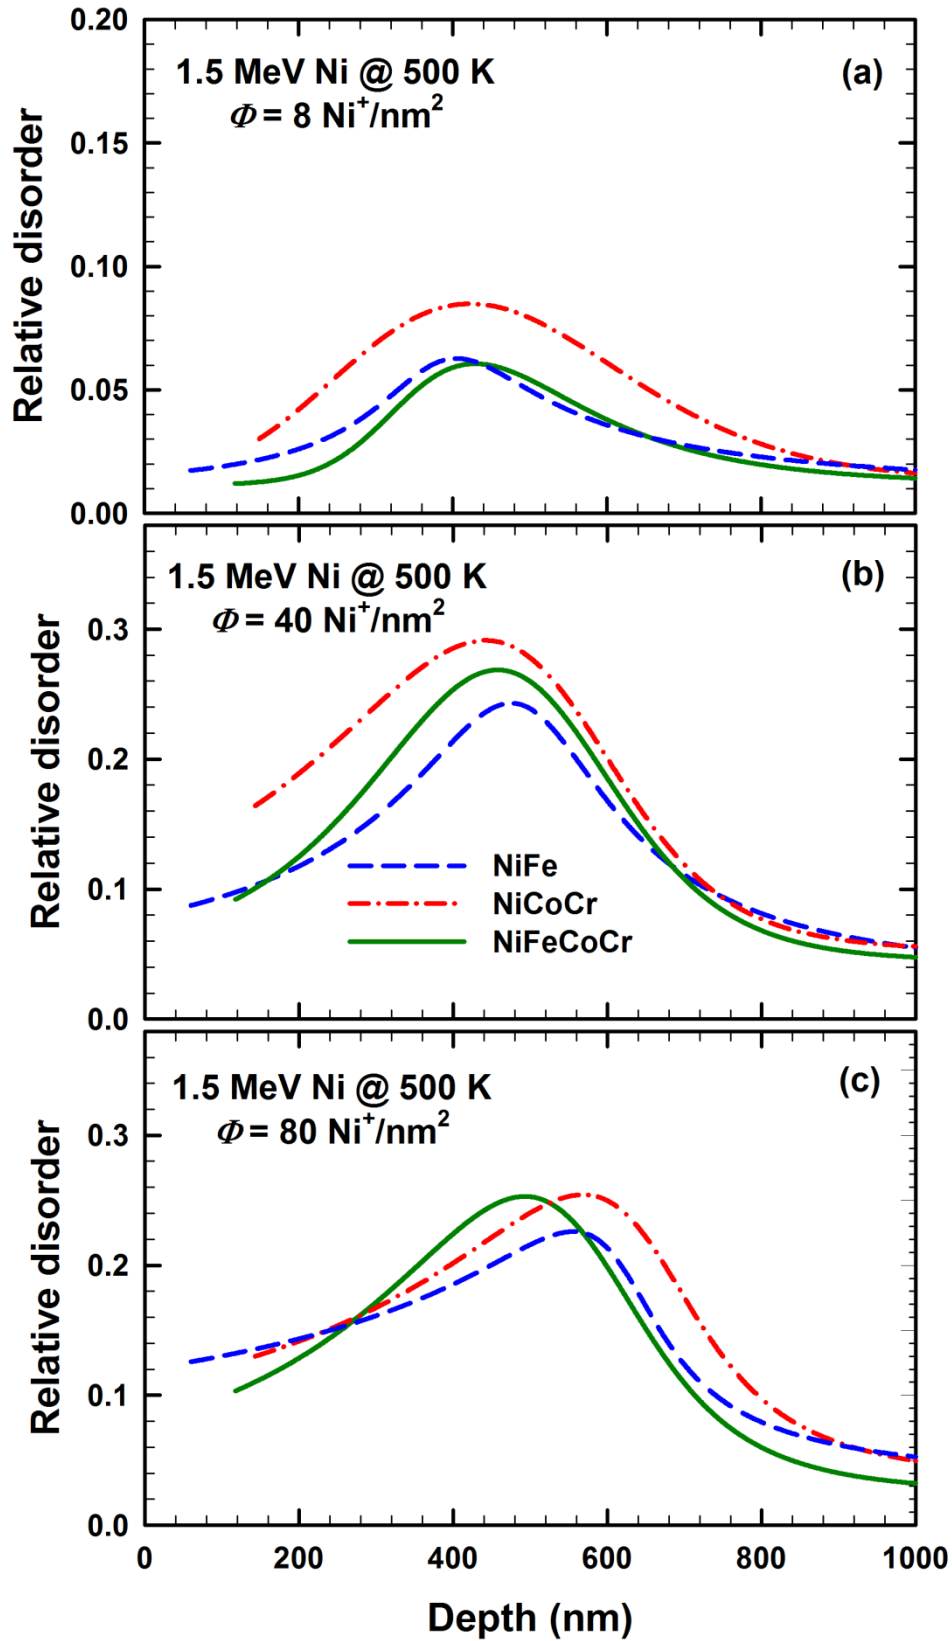 0.20
1.5 MeV Ni @ 500 K
(a)
Φ = 8 Ni⁺/nm²
0.15
Relative disorder
0.10
0.05
0.00
1.5 MeV Ni @ 500 K
(b)
Φ = 40 Ni⁺/nm²
0.3
Relative disorder
0.2
NiFe
0.1
NiCoCr
NiFeCoCr
0.0
1.5 MeV Ni @ 500 K
(c)
Φ = 80 Ni⁺/nm²
0.3
Relative disorder
0.2
0.1
0.0
0 200 400 600 800 1000
Depth (nm)